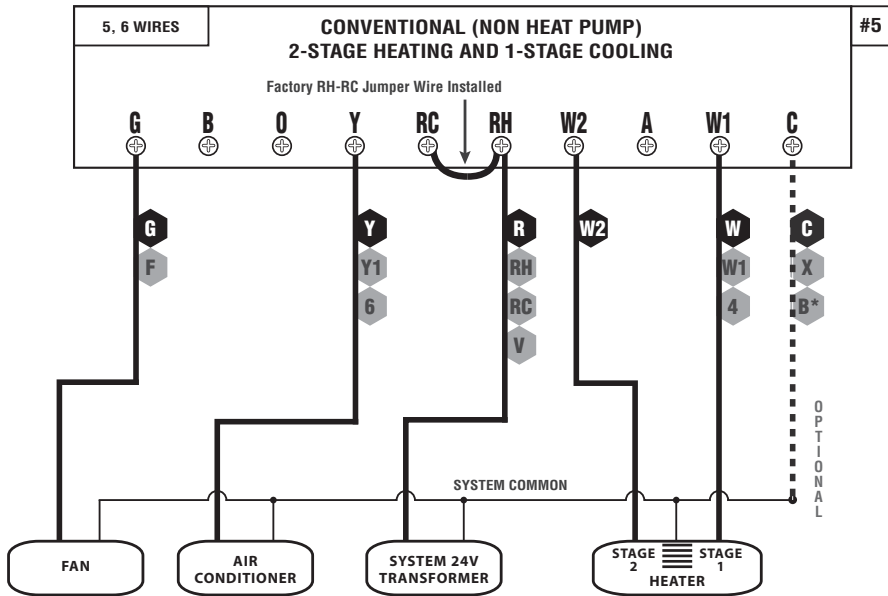 5, 6 WIRES
CONVENTIONAL (NON HEAT PUMP)
#5
2-STAGE HEATING AND 1-STAGE COOLING
Factory RH-RC Jumper Wire Installed
G B O Y RC RH W2 A W1 C
G Y R W2 W C
F Y1 RH W1 X
6 RC 4 B*
V
OPTIONAL
SYSTEM COMMON
FAN
AIR
CONDITIONER
SYSTEM 24V
TRANSFORMER
STAGE
2
STAGE
1
HEATER